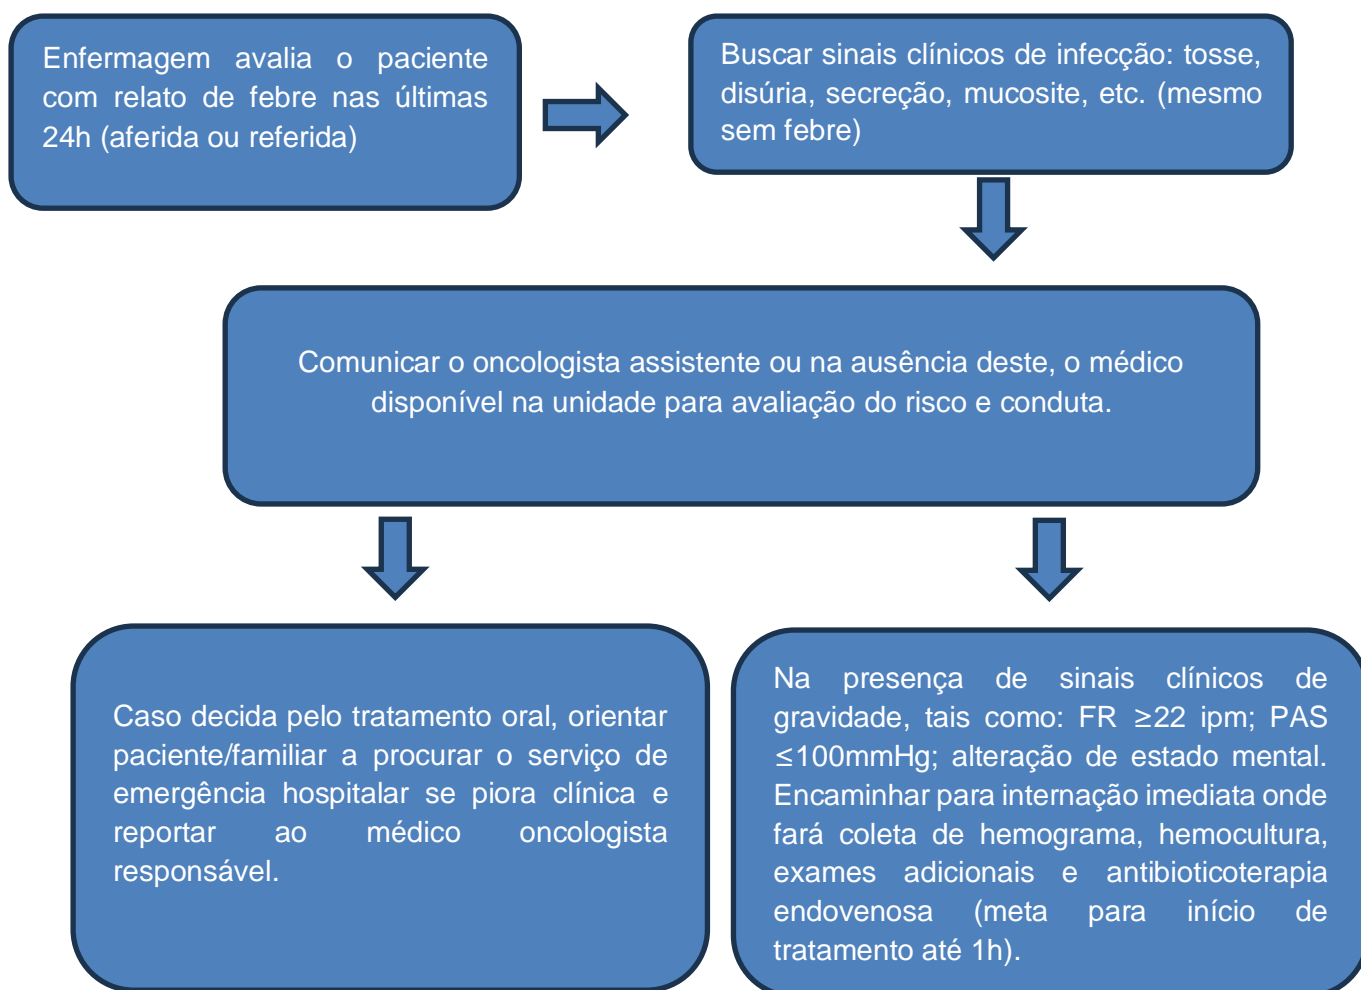 Enfermagem avalia o paciente
com relato de febre nas últimas
24h (aferida ou referida)
Buscar sinais clínicos de infecção: tosse,
disúria, secreção, mucosite, etc. (mesmo
sem febre)
Comunicar o oncologista assistente ou na ausência deste, o médico
disponível na unidade para avaliação do risco e conduta.
Caso decida pelo tratamento oral, orientar
paciente/familiar a procurar o serviço de
emergência hospitalar se piora clínica e
reportar ao médico oncologista
responsável.
Na presença de sinais clínicos de
gravidade, tais como: FR ≥22 ipm; PAS
≤100mmHg; alteração de estado mental.
Encaminhar para internação imediata onde
fará coleta de hemograma, hemocultura,
exames adicionais e antibioticoterapia
endovenosa (meta para início de
tratamento até 1h).